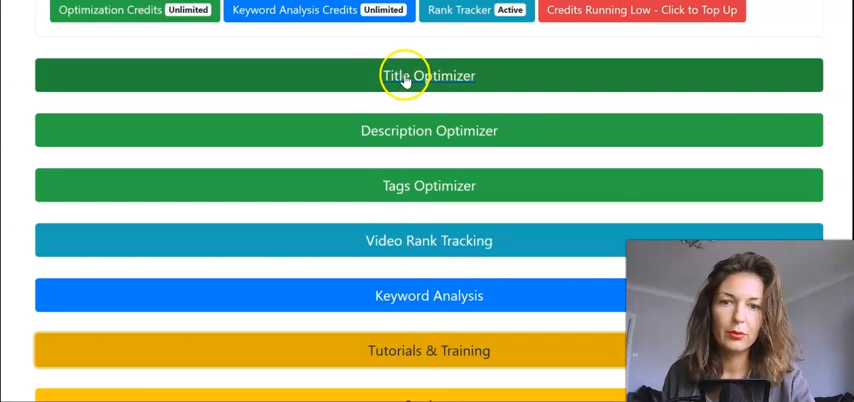 Optimization Credits Unlimited Keyword Analysis Credits Unlimited Rank Tracker Active Credits Running Low - Click to Top Up
Title Optimizer
Description Optimizer
Tags Optimizer
Video Rank Tracking
Keyword Analysis
Tutorials & Training